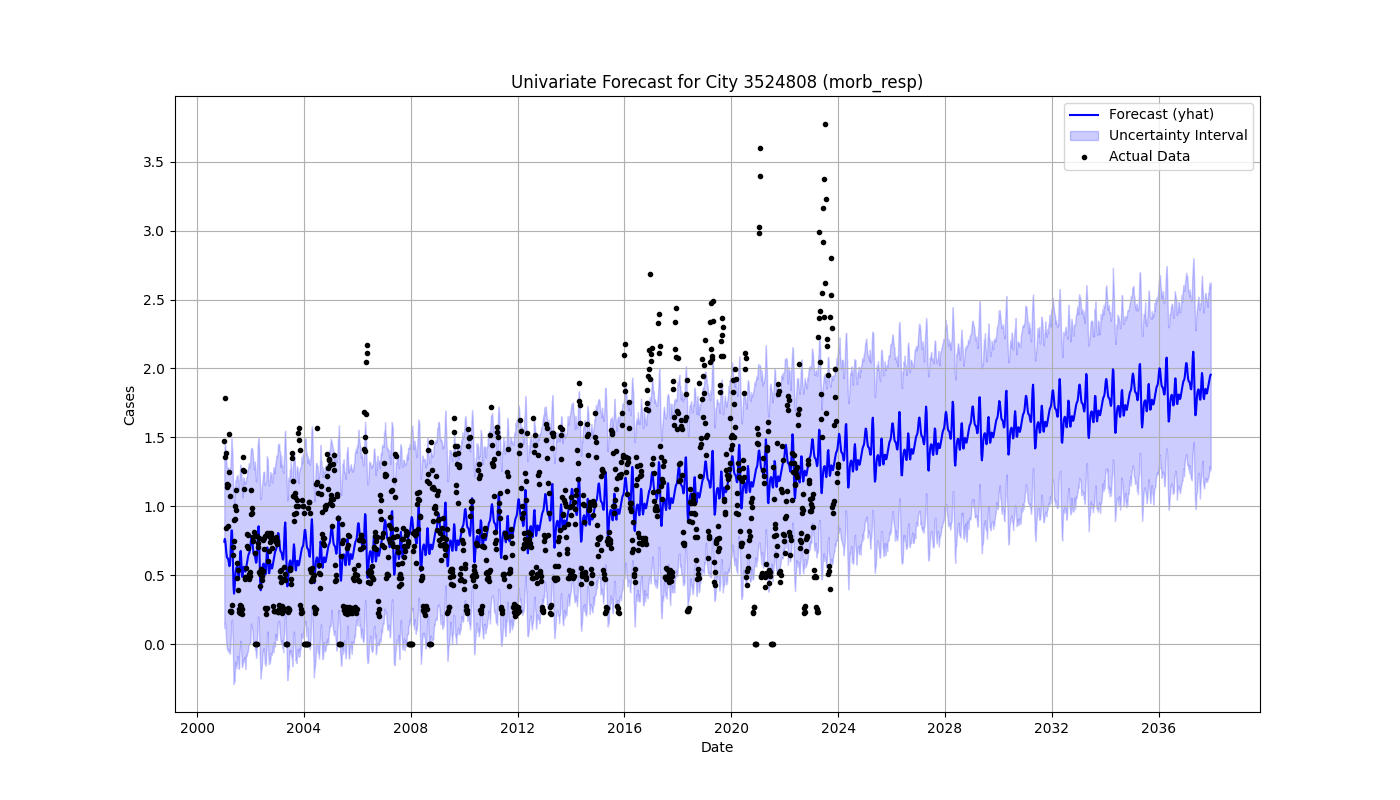 Univariate Forecast for City 3524808 (morb_resp)
Forecast (yhat)
Uncertainty Interval
Actual Data
Cases
3.5
3.0
2.5
2.0
1.5
1.0
0.5
0.0
2000 2004 2008 2012 2016 2020 2024 2028 2032 2036
Date